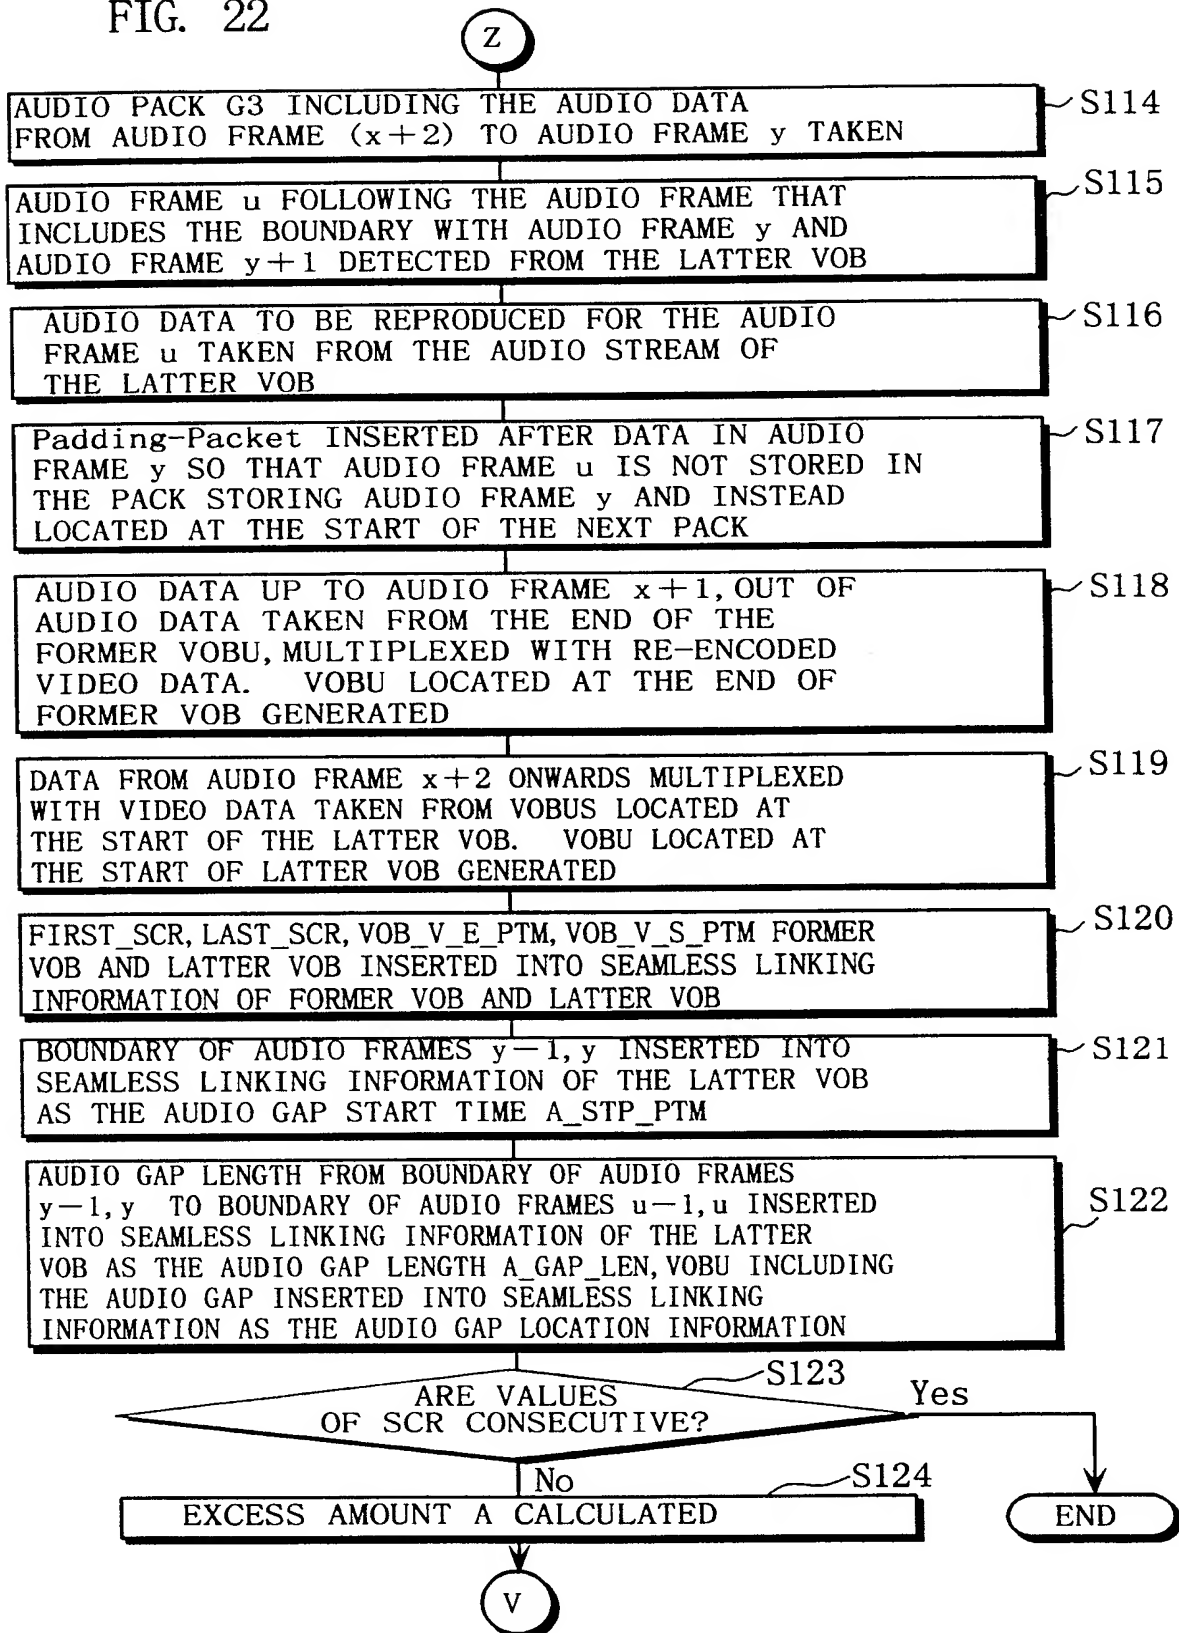 FIG. 22
Z
AUDIO PACK G3 INCLUDING THE AUDIO DATA
FROM AUDIO FRAME (x+2) TO AUDIO FRAME y TAKEN
S114
AUDIO FRAME u FOLLOWING THE AUDIO FRAME THAT
INCLUDES THE BOUNDARY WITH AUDIO FRAME y AND
AUDIO FRAME y+1 DETECTED FROM THE LATTER VOB
S115
AUDIO DATA TO BE REPRODUCED FOR THE AUDIO
FRAME u TAKEN FROM THE AUDIO STREAM OF
THE LATTER VOB
S116
Padding-Packet INSERTED AFTER DATA IN AUDIO
FRAME y SO THAT AUDIO FRAME u IS NOT STORED IN
THE PACK STORING AUDIO FRAME y AND INSTEAD
LOCATED AT THE START OF THE NEXT PACK
S117
AUDIO DATA UP TO AUDIO FRAME x+1, OUT OF
AUDIO DATA TAKEN FROM THE END OF THE
FORMER VOBU, MULTIPLEXED WITH RE-ENCODED
VIDEO DATA. VOBU LOCATED AT THE END OF
FORMER VOB GENERATED
S118
DATA FROM AUDIO FRAME x+2 ONWARDS MULTIPLEXED
WITH VIDEO DATA TAKEN FROM VOBUS LOCATED AT
THE START OF THE LATTER VOB. VOBU LOCATED AT
THE START OF LATTER VOB GENERATED
S119
FIRST_SCR, LAST_SCR, VOB_V_E_PTM, VOB_V_S_PTM FORMER
VOB AND LATTER VOB INSERTED INTO SEAMLESS LINKING
INFORMATION OF FORMER VOB AND LATTER VOB
S120
BOUNDARY OF AUDIO FRAMES y-1, y INSERTED INTO
SEAMLESS LINKING INFORMATION OF THE LATTER VOB
AS THE AUDIO GAP START TIME A_STP_PTM
S121
AUDIO GAP LENGTH FROM BOUNDARY OF AUDIO FRAMES
y-1, y TO BOUNDARY OF AUDIO FRAMES u-1, u INSERTED
INTO SEAMLESS LINKING INFORMATION OF THE LATTER
VOB AS THE AUDIO GAP LENGTH A_GAP_LEN, VOBU INCLUDING
THE AUDIO GAP INSERTED INTO SEAMLESS LINKING
INFORMATION AS THE AUDIO GAP LOCATION INFORMATION
S122
S123
ARE VALUES
OF SCR CONSECUTIVE?
Yes
No
S124
EXCESS AMOUNT A CALCULATED
END
V